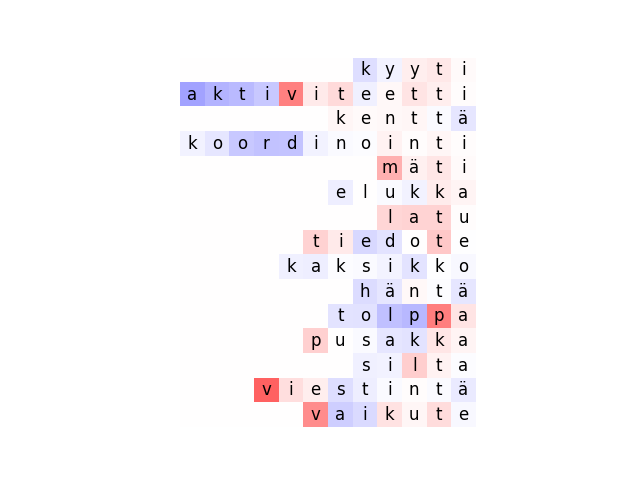 kyyti
aktiviteetti
kenttä
koordinointi
mäti
elukka
latu
tiedote
kaksikko
häntä
tolppa
pusakka
silta
viestintä
vaikute